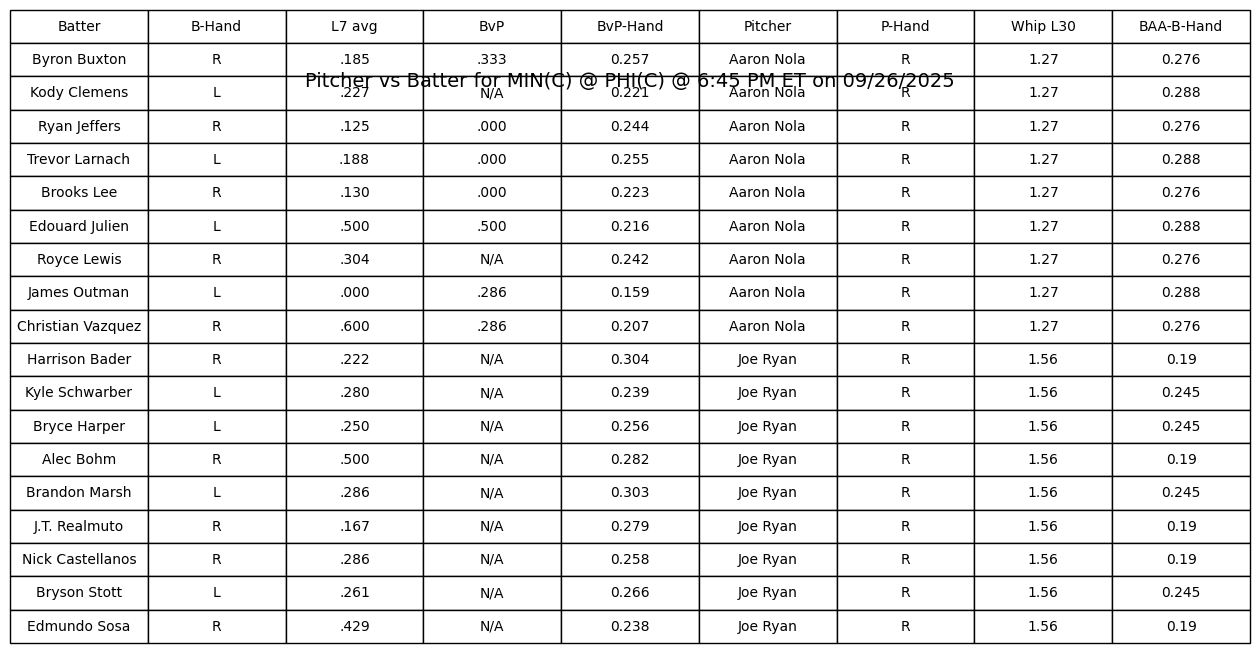 Batter B-Hand L7 avg BvP BvP-Hand Pitcher P-Hand Whip L30 BAA-B-Hand
Byron Buxton R .185 .333 0.257 Aaron Nola R 1.27 0.276
Pitcher vs Batter for MIN(C) @ PHI(C) @ 6:45 PM ET on 09/26/2025
Kody Clemens L .227 N/A 0.221 Aaron Nola R 1.27 0.288
Ryan Jeffers R .125 .000 0.244 Aaron Nola R 1.27 0.276
Trevor Larnach L .188 .000 0.255 Aaron Nola R 1.27 0.288
Brooks Lee R .130 .000 0.223 Aaron Nola R 1.27 0.276
Edouard Julien L .500 .500 0.216 Aaron Nola R 1.27 0.288
Royce Lewis R .304 N/A 0.242 Aaron Nola R 1.27 0.276
James Outman L .000 .286 0.159 Aaron Nola R 1.27 0.288
Christian Vazquez R .600 .286 0.207 Aaron Nola R 1.27 0.276
Harrison Bader R .222 N/A 0.304 Joe Ryan R 1.56 0.19
Kyle Schwarber L .280 N/A 0.239 Joe Ryan R 1.56 0.245
Bryce Harper L .250 N/A 0.256 Joe Ryan R 1.56 0.245
Alec Bohm R .500 N/A 0.282 Joe Ryan R 1.56 0.19
Brandon Marsh L .286 N/A 0.303 Joe Ryan R 1.56 0.245
J.T. Realmuto R .167 N/A 0.279 Joe Ryan R 1.56 0.19
Nick Castellanos R .286 N/A 0.258 Joe Ryan R 1.56 0.19
Bryson Stott L .261 N/A 0.266 Joe Ryan R 1.56 0.245
Edmundo Sosa R .429 N/A 0.238 Joe Ryan R 1.56 0.19